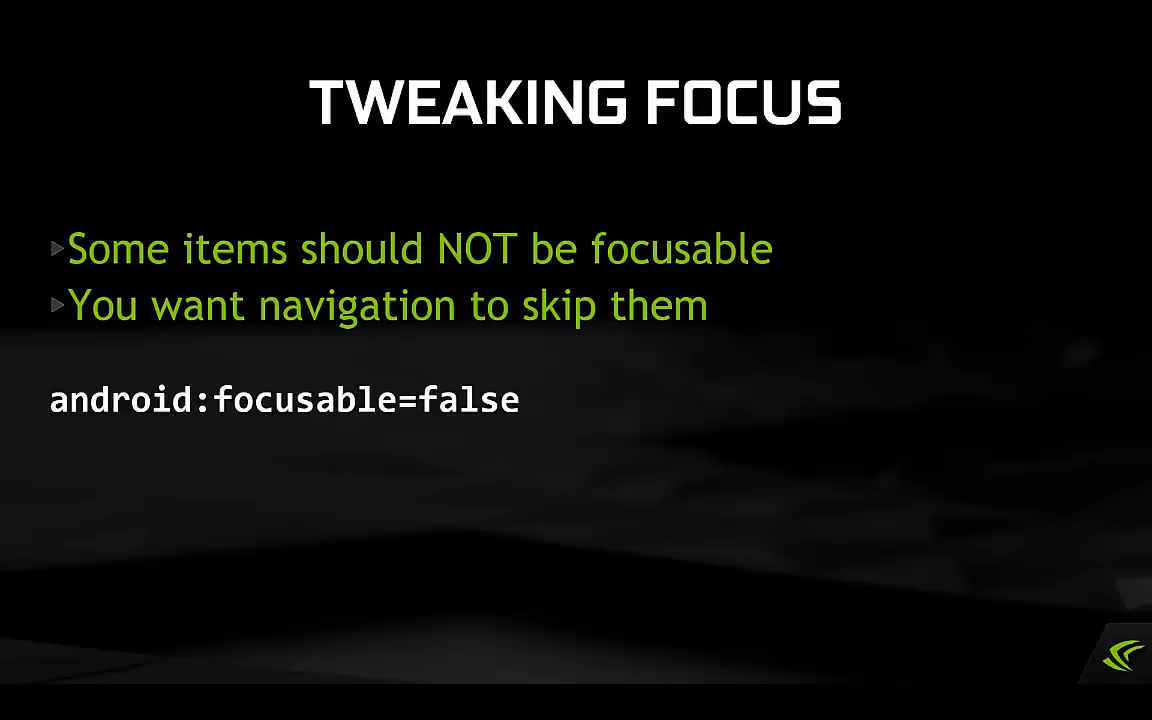 TWEAKING FOCUS
Some items should NOT be focusable
You want navigation to skip them
android:focusable=false